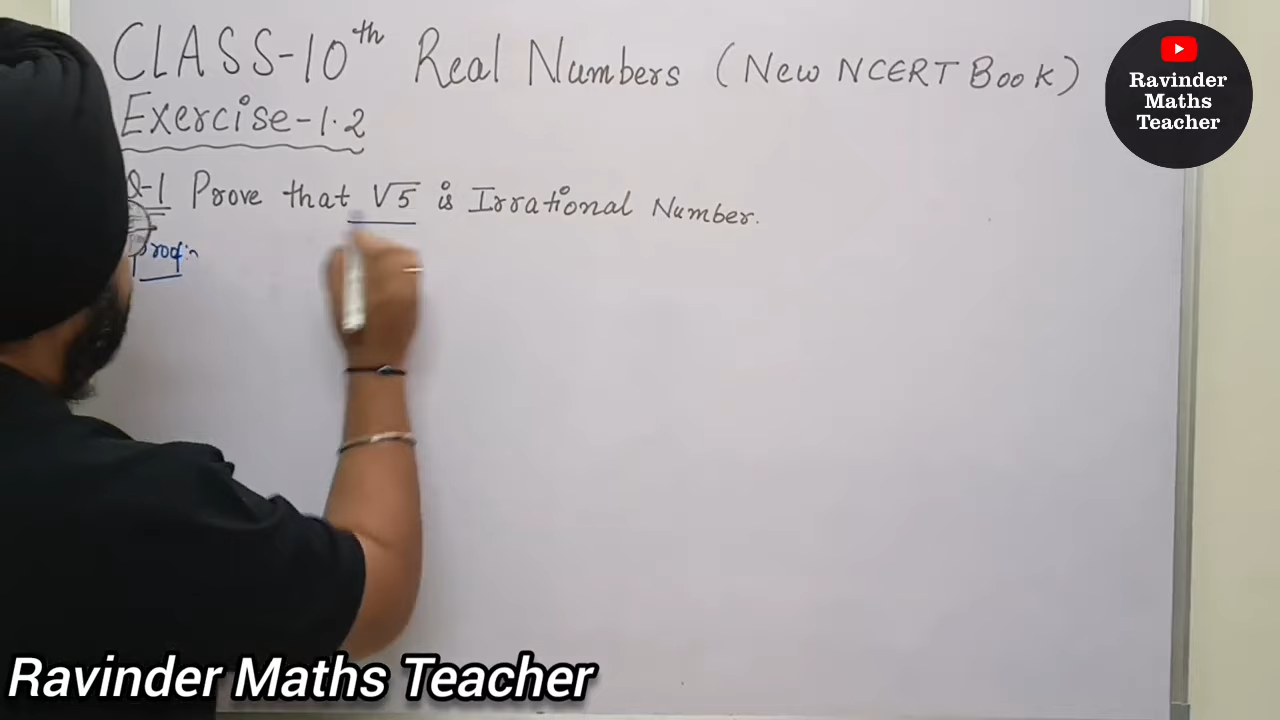 CLASS-10th Real Numbers (New NCERT Book)
Exercise-1.2
Q-1 Prove that √5 is Irrational Number.
Proof:-
Ravinder
Maths
Teacher
Ravinder Maths Teacher